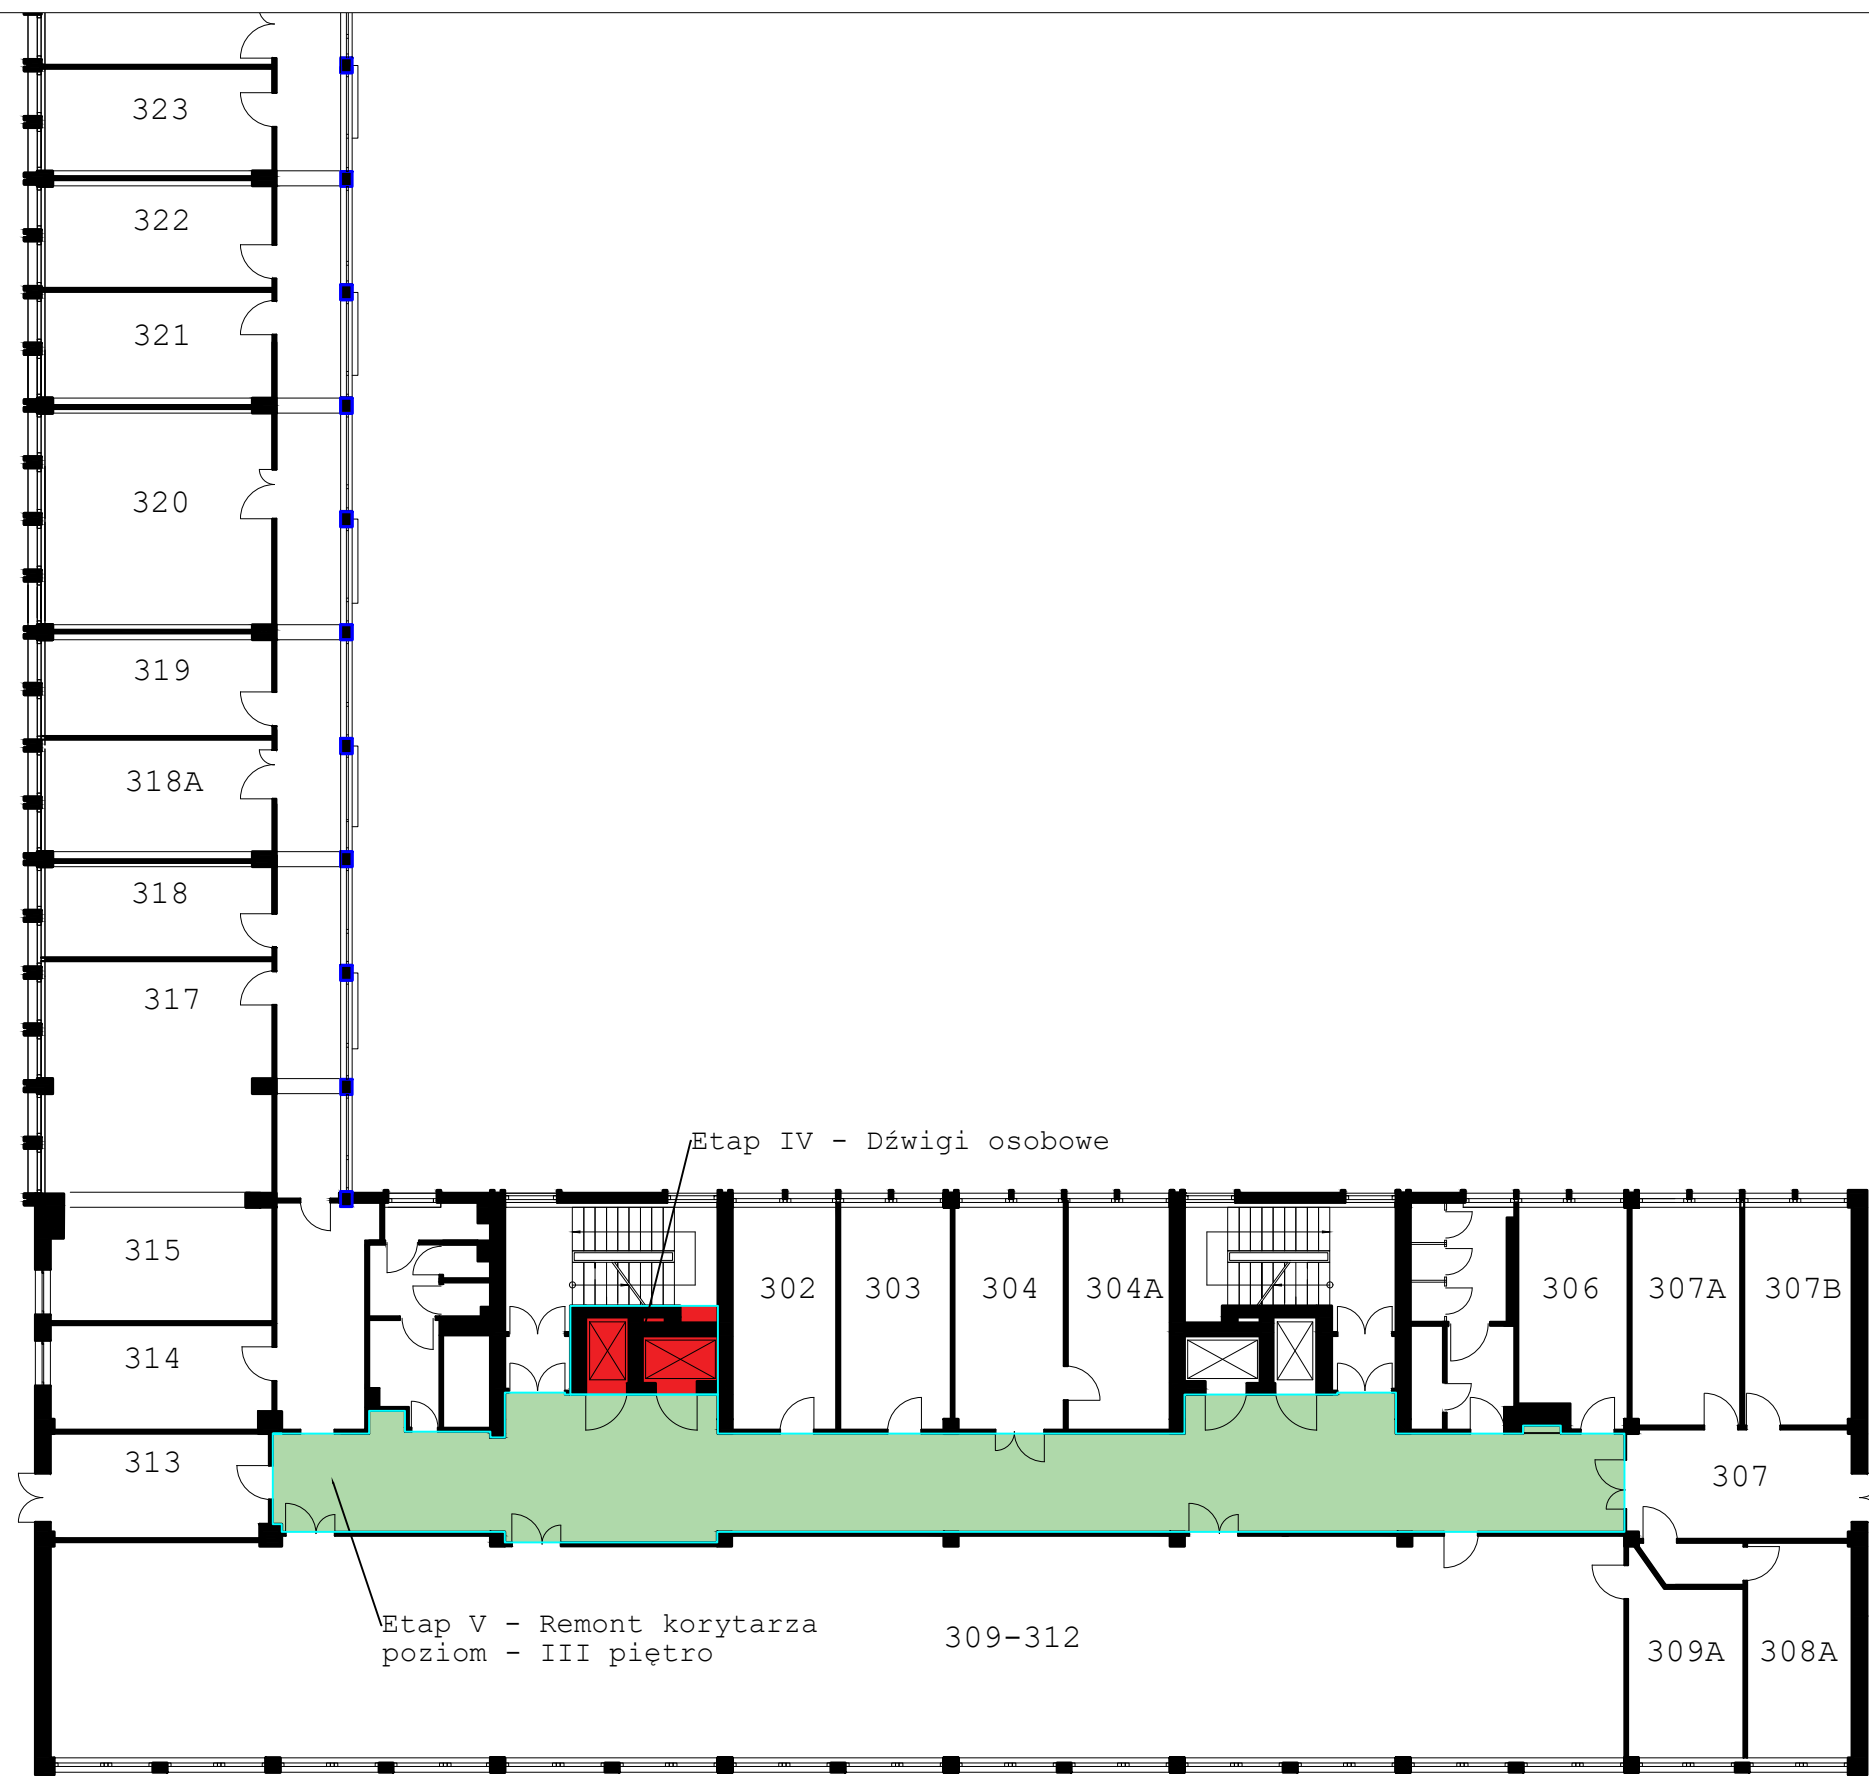 323
322
321
320
319
318A
318
317
Etap IV - Dźwigi osobowe
315
302
303
304
304A
306
307A
307B
314
313
307
Etap V - Remont korytarza
poziom - III piętro
309-312
309A
308A